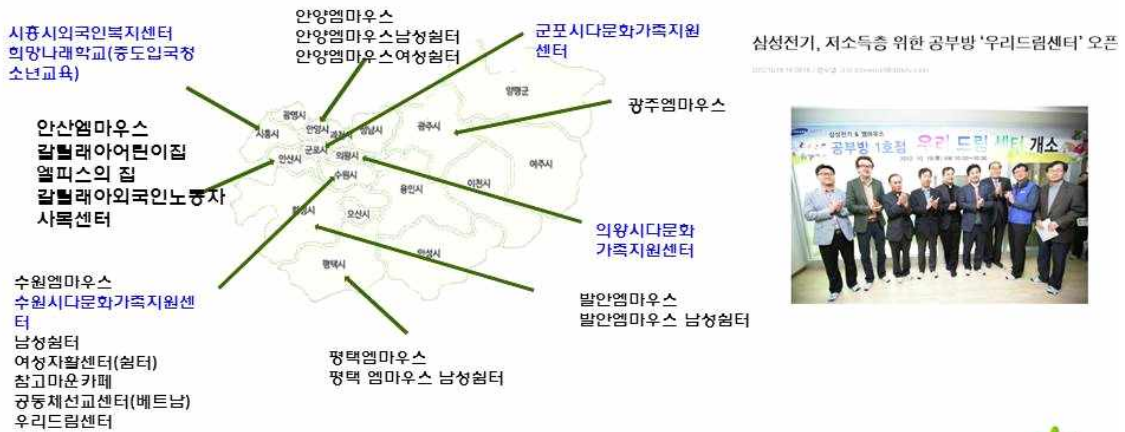 시흥시외국인복지센터
희망나래학교(중도입국청
소년교육)
안양엠마우스
안양엠마우스남성쉼터
안양엠마우스여성쉼터
군포시다문화가족지원
센터
광주엠마우스
안산엠마우스
갈릴래아어린이집
엘피스의 집
갈릴래아외국인노동자
사목센터
의왕시다문화
가족지원센터
수원엠마우스
수원시다문화가족지원센
터
남성쉼터
여성자활센터(쉼터)
참고마운카페
공동체선교센터(베트남)
우리드림센터
평택엠마우스
평택 엠마우스 남성쉼터
발안엠마우스
발안엠마우스 남성쉼터
양평군
광명시
시흥시
안양시
과천시
성남시
광주시
군포시
의왕시
안산시
수원시
여주시
이천시
용인시
화성시
오산시
안성시
평택시
삼성전기, 저소득층 위한 공부방 ‘우리드림센터’ 오픈
삼성전기 & 엠마우스
공부방 1호점 우리 드림 센터 개소